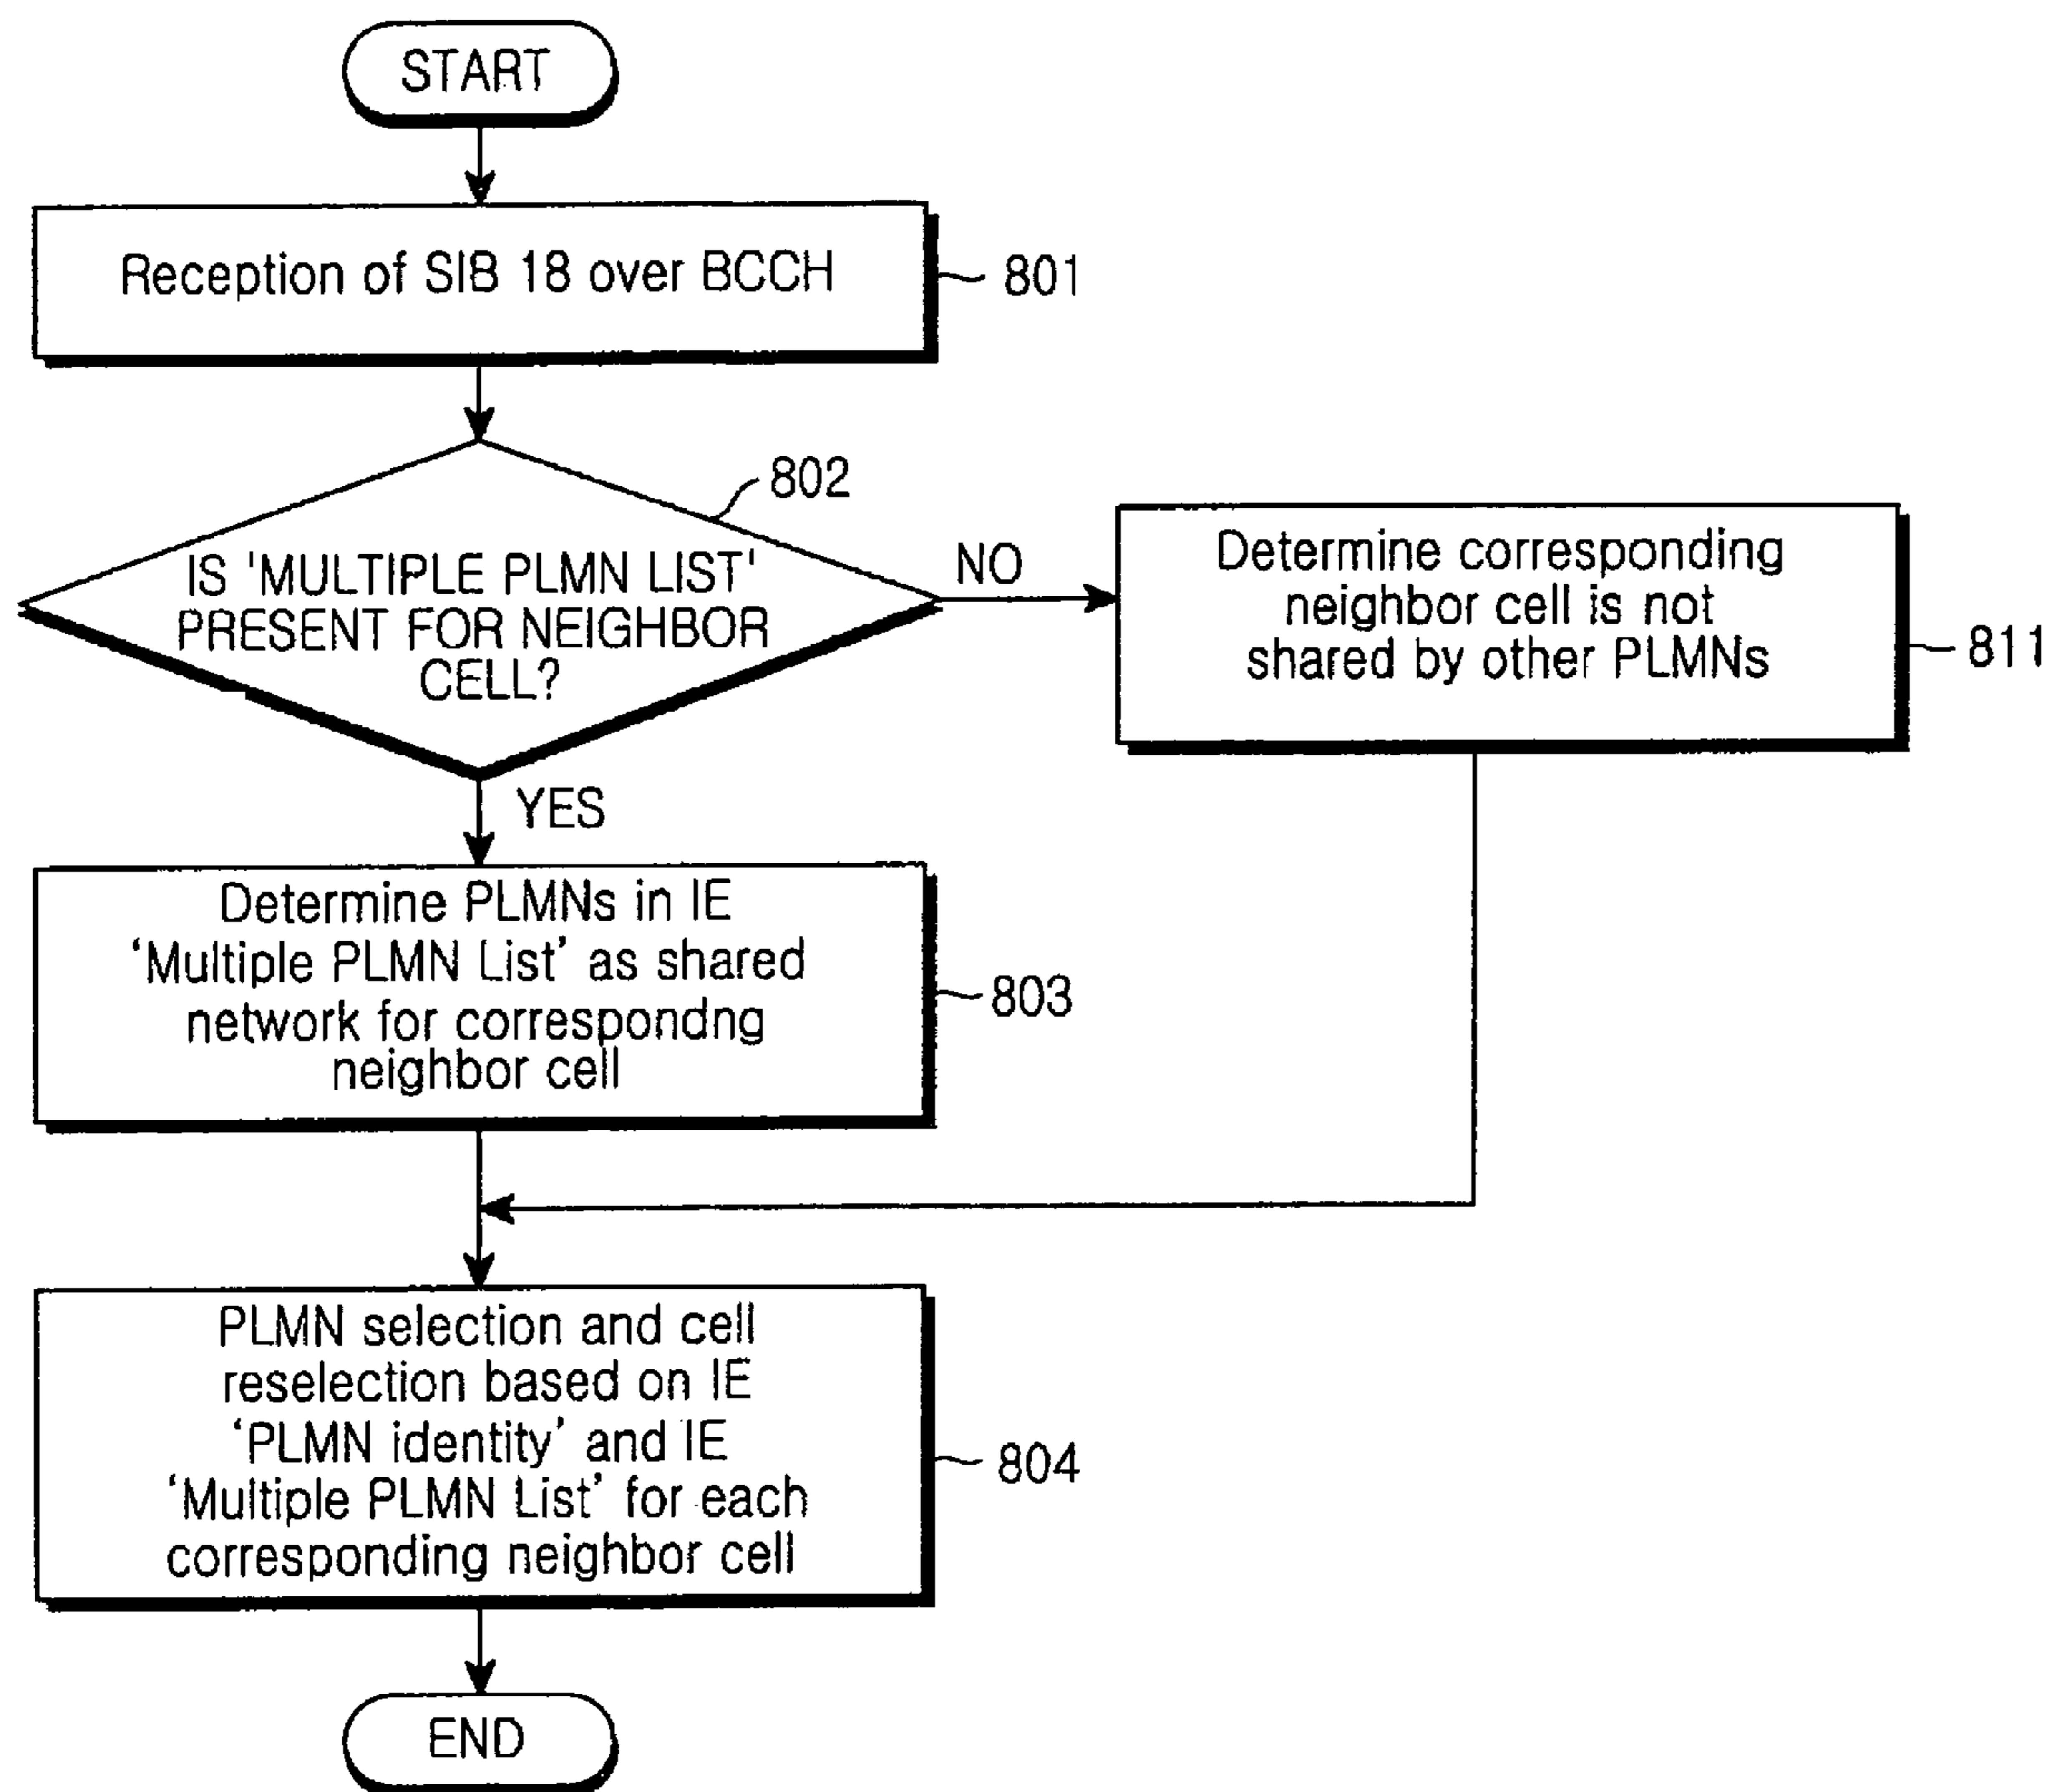 START
Reception of SIB 18 over BCCH
801
802
IS 'MULTIPLE PLMN LIST'
PRESENT FOR NEIGHBOR
CELL?
NO
Determine corresponding
neighbor cell is not
shared by other PLMNs
811
YES
Determine PLMNs in IE
‘Multiple PLMN List’ as shared
network for correspondng
neighbor cell
803
PLMN selection and cell
reselection based on IE
‘PLMN identity’ and IE
‘Multiple PLMN List’ for each
corresponding neighbor cell
804
END